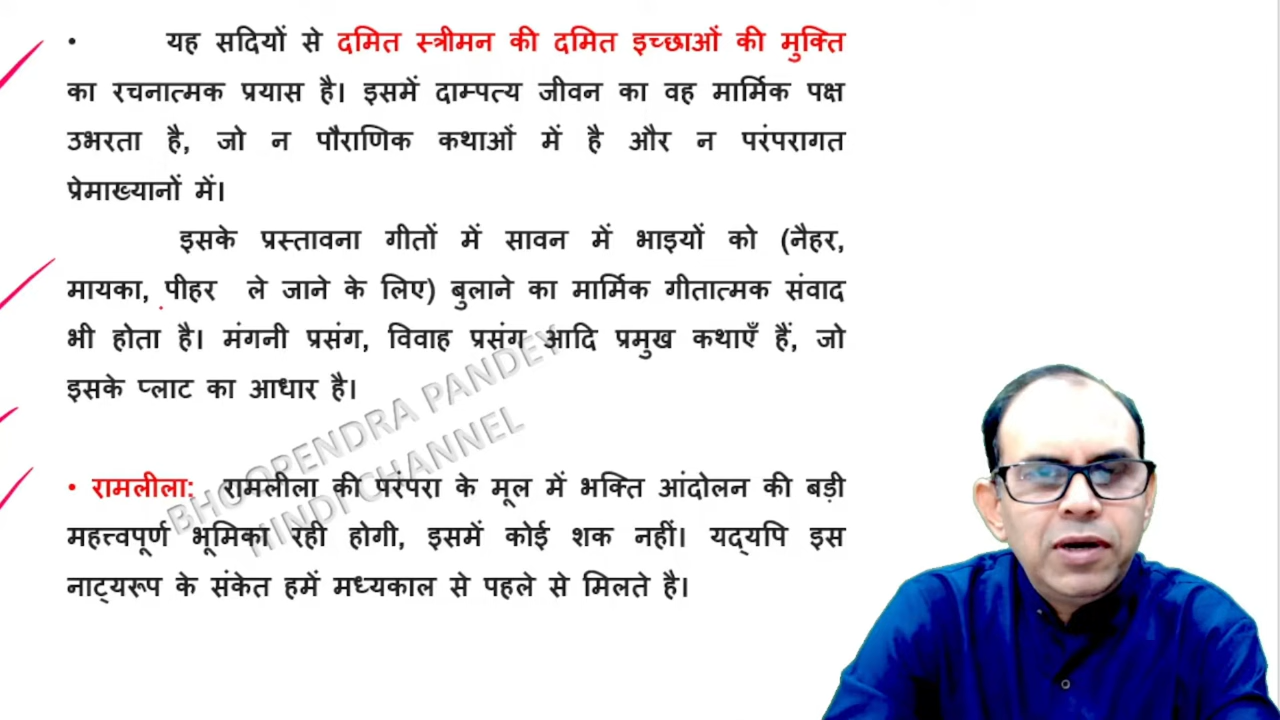 • यह सदियों से दमित स्त्रीमन की दमित इच्छाओं की मुक्ति
का रचनात्मक प्रयास है। इसमें दाम्पत्य जीवन का वह मार्मिक पक्ष
उभरता है, जो न पौराणिक कथाओं में है और न परंपरागत
प्रेमाख्यानों में।
इसके प्रस्तावना गीतों में सावन में भाइयों को (नैहर,
मायका, पीहर ले जाने के लिए) बुलाने का मार्मिक गीतात्मक संवाद
भी होता है। मंगनी प्रसंग, विवाह प्रसंग आदि प्रमुख कथाएँ हैं, जो
इसके प्लाट का आधार है।
• रामलीला: रामलीला की परंपरा के मूल में भक्ति आंदोलन की बड़ी
महत्त्वपूर्ण भूमिका रही होगी, इसमें कोई शक नहीं। यद्यपि इस
नाट्यरूप के संकेत हमें मध्यकाल से पहले से मिलते है।
BHOOPENDRA PANDEY
HINDI CHANNEL